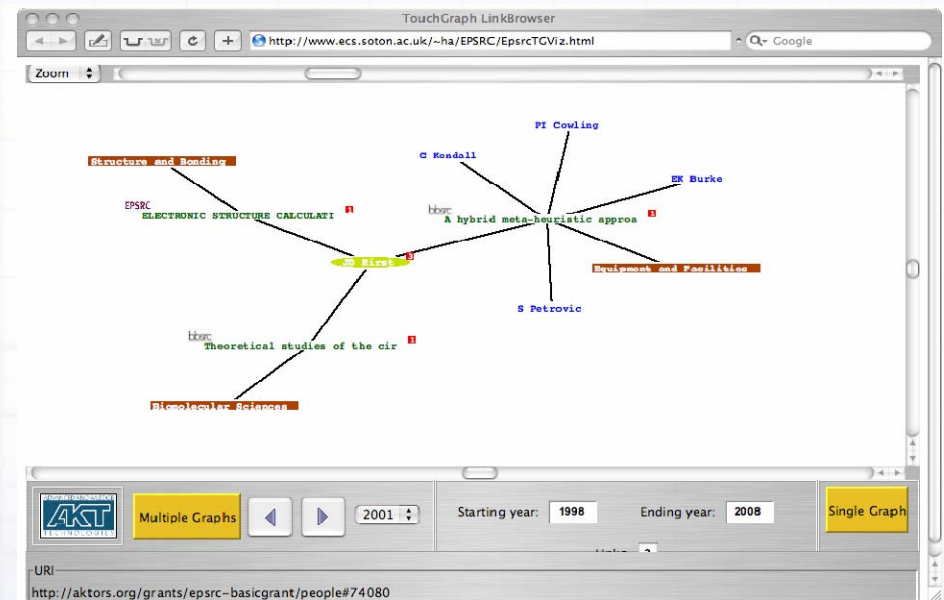 TouchGraph LinkBrowser
http://www.ecs.soton.ac.uk/~ha/EPSRC/EpsrcTGViz.html
Google
Zoom
PI Cowling
G Kendall
Structure and Bonding
EK Burke
EPSRC
ELECTRONIC STRUCTURE CALCULATI 1
bbsrc
A hybrid meta-heuristic approa 1
JD Hirst 3
Equipment and Facilities
S Petrovic
bbsrc
Theoretical studies of the cir 1
Biomolecular Sciences
ADVANCED KNOWLEDGE
AKT
TECHNOLOGIES
Multiple Graphs
2001
Starting year: 1998
Ending year: 2008
Single Graph
URI
http://aktors.org/grants/epsrc-basicgrant/people#74080